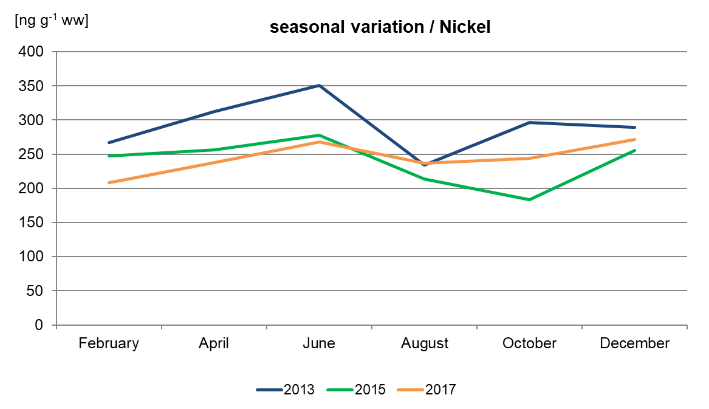 [ng g⁻¹ ww]
seasonal variation / Nickel
400
350
300
250
200
150
100
50
0
February April June August October December
2013 2015 2017